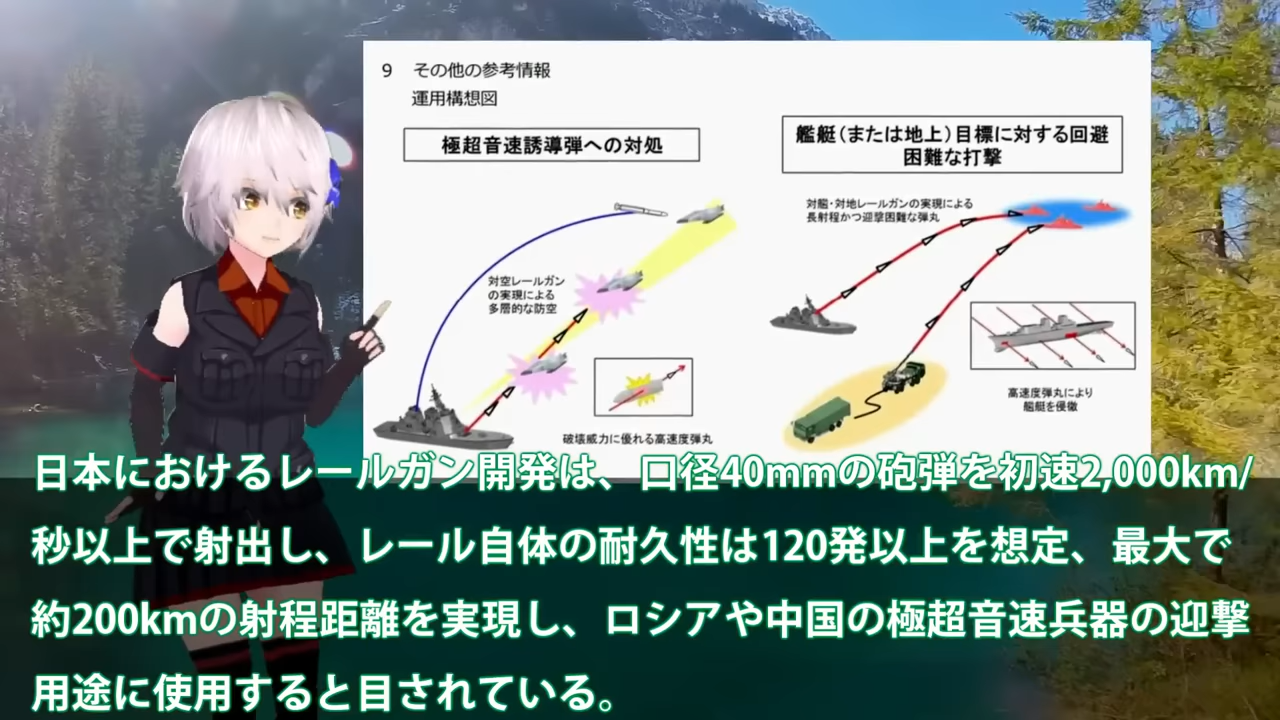 9 その他の参考情報
運用構想図
極超音速誘導弾への対処
艦艇(または地上)目標に対する回避
困難な打撃
対空レールガン
の実現による
多層的な防空
破壊威力に優れる高速度弾丸
対艦・対地レールガンの実現による
長射程かつ迎撃困難な弾丸
高速度弾丸により
艦艇を侵徹
日本におけるレールガン開発は、口径40mmの砲弾を初速2,000km/
秒以上で射出し、レール自体の耐久性は120発以上を想定、最大で
約200kmの射程距離を実現し、ロシアや中国の極超音速兵器の迎撃
用途に使用すると目されている。